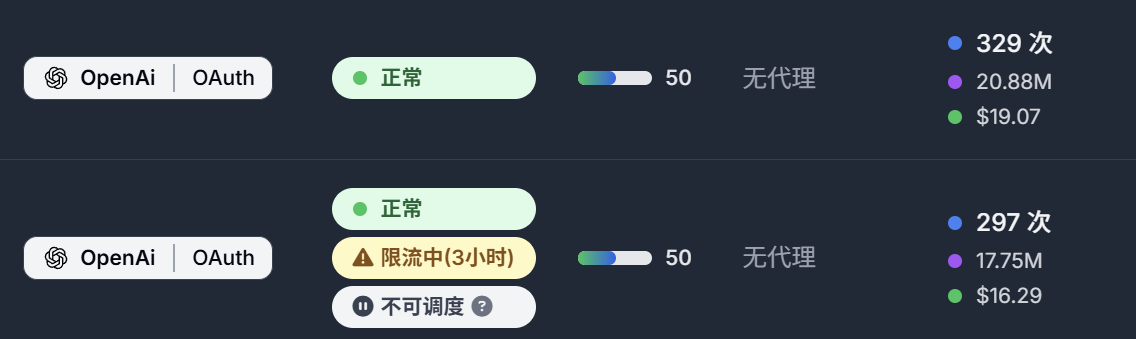 OpenAi | OAuth 正常 50 无代理 329 次
20.88M
$19.07
正常
OpenAi | OAuth 限流中(3小时) 50 无代理 297 次
17.75M
不可调度 ? $16.29